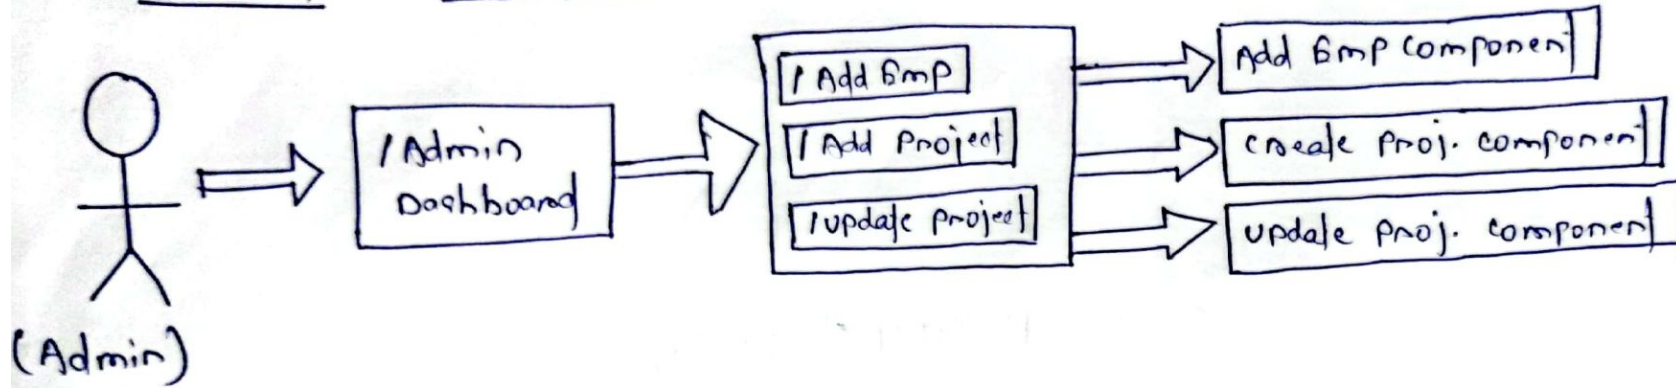 / Add Emp
Add Emp Component
/ Admin
Dashboard
/ Add Project
Create Proj. component
/ update project
update Proj. component
(Admin)